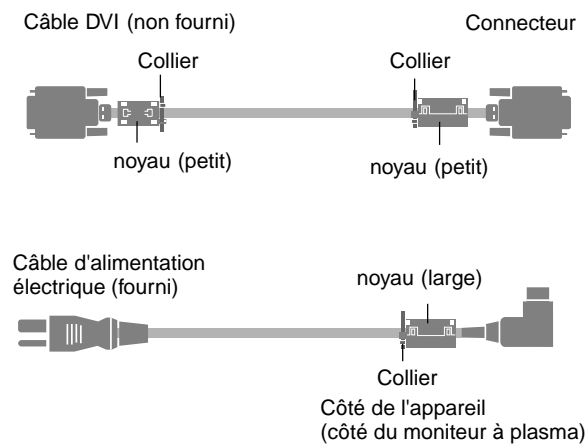 Câble DVI (non fourni)
Connecteur
Collier
Collier
noyau (petit)
noyau (petit)
Câble d'alimentation
électrique (fourni)
noyau (large)
Collier
Côté de l'appareil
(côté du moniteur à plasma)